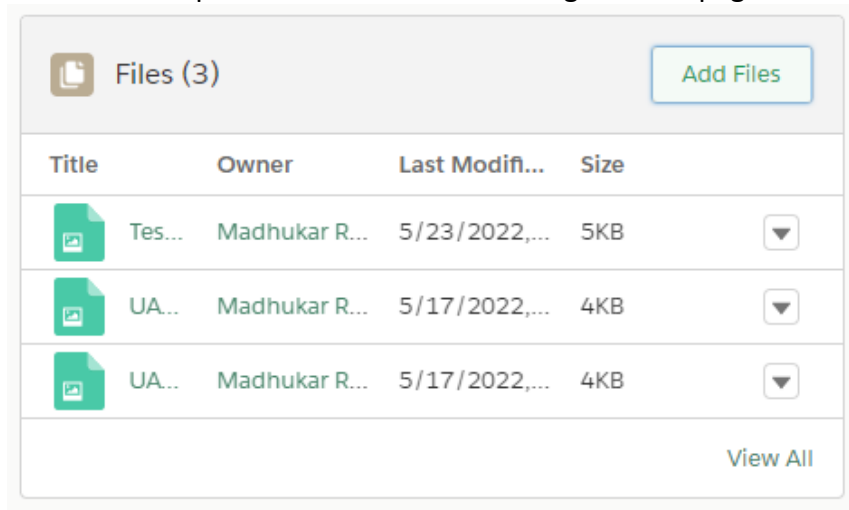 Files (3) Add Files
Title Owner Last Modifi... Size
Tes... Madhukar R... 5/23/2022,... 5KB
UA... Madhukar R... 5/17/2022,... 4KB
UA... Madhukar R... 5/17/2022,... 4KB
View All